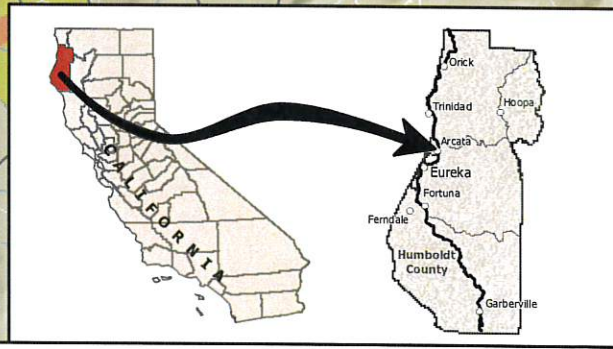 CALIFORNIA
Orick
Trinidad
Hoopa
Arcata
Eureka
Fortuna
Ferndale
Humboldt
County
Garberville